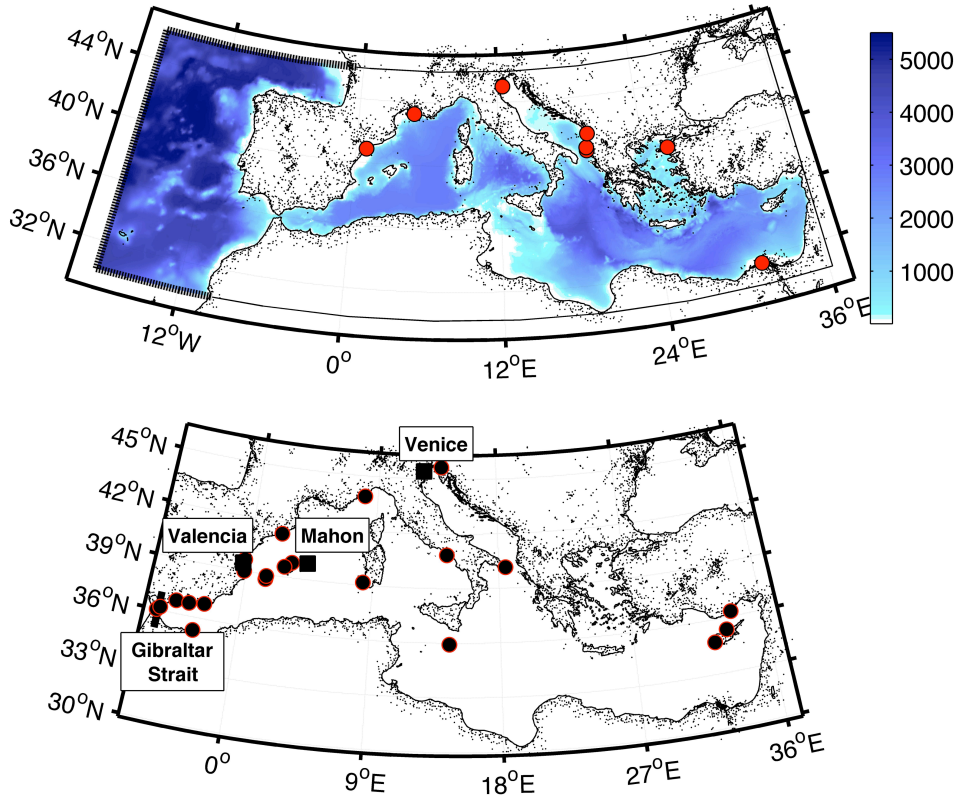 44°N
40°N
36°N
32°N
12°W
0°
12°E
24°E
36°E
5000
4000
3000
2000
1000
45°N
42°N
39°N
36°N
33°N
30°N
Venice
Valencia
Mahon
Gibraltar
Strait
0°
9°E
18°E
27°E
36°E